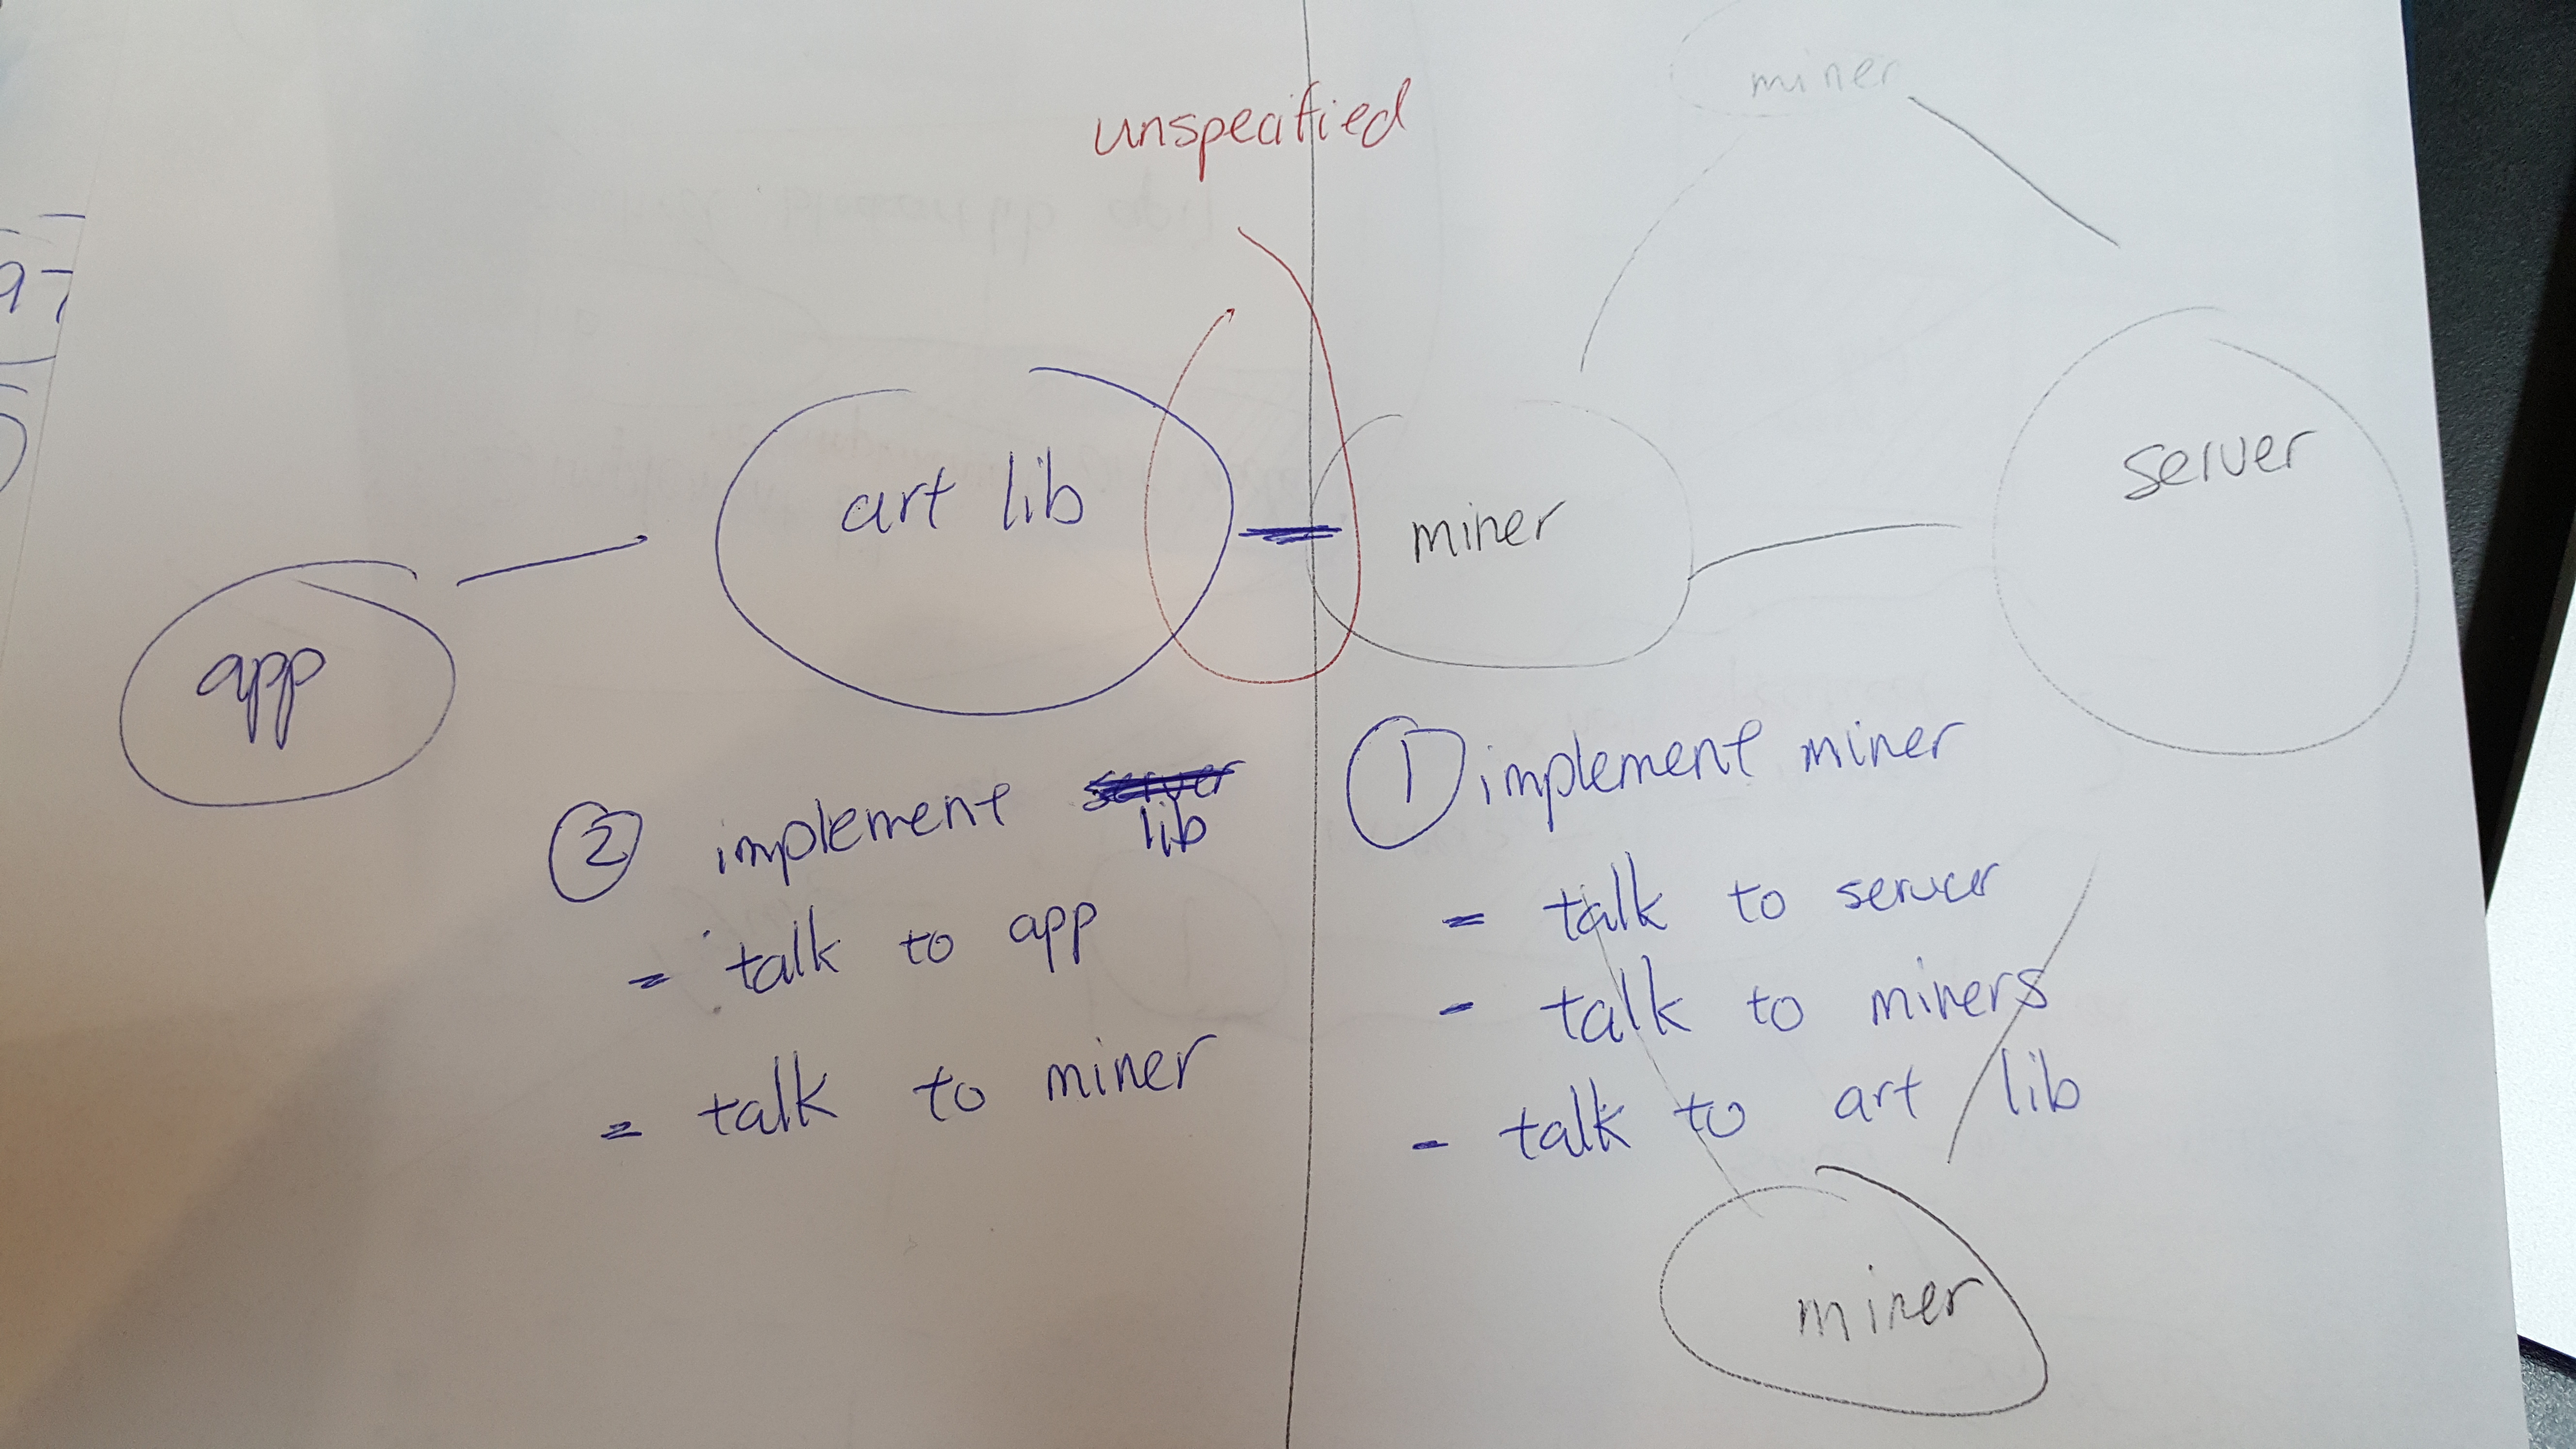 miner
unspecified
97
server
art lib
miner
app
① implement miner
- talk to server
- talk to miners
- talk to art lib
② implement server
lib
- talk to app
- talk to miner
miner